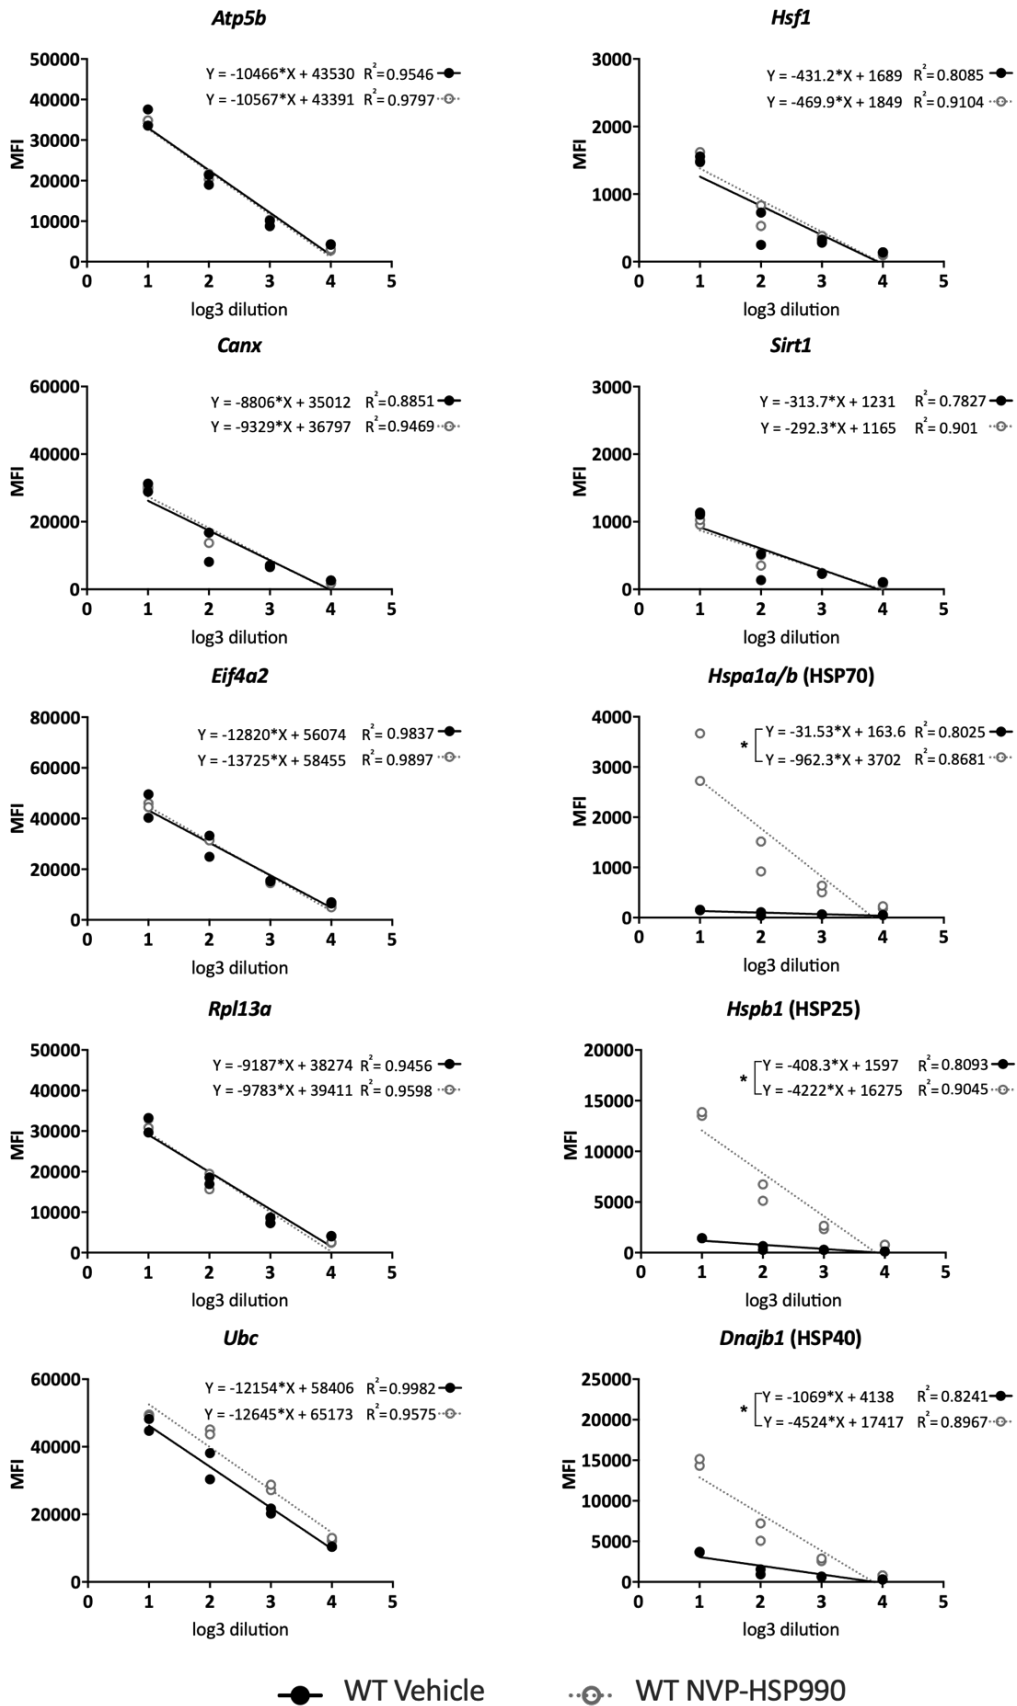 Atp5b
50000
40000
30000
20000
10000
0
MFI
Y = -10466*X + 43530 R²=0.9546
Y = -10567*X + 43391 R²=0.9797
0 1 2 3 4 5
log3 dilution
Hsf1
3000
2000
1000
0
MFI
Y = -431.2*X + 1689 R²=0.8085
Y = -469.9*X + 1849 R²=0.9104
0 1 2 3 4 5
log3 dilution
Canx
60000
40000
20000
0
MFI
Y = -8806*X + 35012 R²=0.8851
Y = -9329*X + 36797 R²=0.9469
0 1 2 3 4 5
log3 dilution
Sirt1
3000
2000
1000
0
MFI
Y = -313.7*X + 1231 R²=0.7827
Y = -292.3*X + 1165 R²=0.901
0 1 2 3 4 5
log3 dilution
Eif4a2
80000
60000
40000
20000
0
MFI
Y = -12820*X + 56074 R²=0.9837
Y = -13725*X + 58455 R²=0.9897
0 1 2 3 4 5
log3 dilution
Hspa1a/b (HSP70)
4000
3000
2000
1000
0
MFI
*
Y = -31.53*X + 163.6 R²=0.8025
Y = -962.3*X + 3702 R²=0.8681
0 1 2 3 4 5
log3 dilution
Rpl13a
50000
40000
30000
20000
10000
0
MFI
Y = -9187*X + 38274 R²=0.9456
Y = -9783*X + 39411 R²=0.9598
0 1 2 3 4 5
log3 dilution
Hspb1 (HSP25)
20000
15000
10000
5000
0
MFI
*
Y = -408.3*X + 1597 R²=0.8093
Y = -4222*X + 16275 R²=0.9045
0 1 2 3 4 5
log3 dilution
Ubc
60000
40000
20000
0
MFI
Y = -12154*X + 58406 R²=0.9982
Y = -12645*X + 65173 R²=0.9575
0 1 2 3 4 5
log3 dilution
Dnajb1 (HSP40)
25000
20000
15000
10000
5000
0
MFI
*
Y = -1069*X + 4138 R²=0.8241
Y = -4524*X + 17417 R²=0.8967
0 1 2 3 4 5
log3 dilution
WT Vehicle WT NVP-HSP990